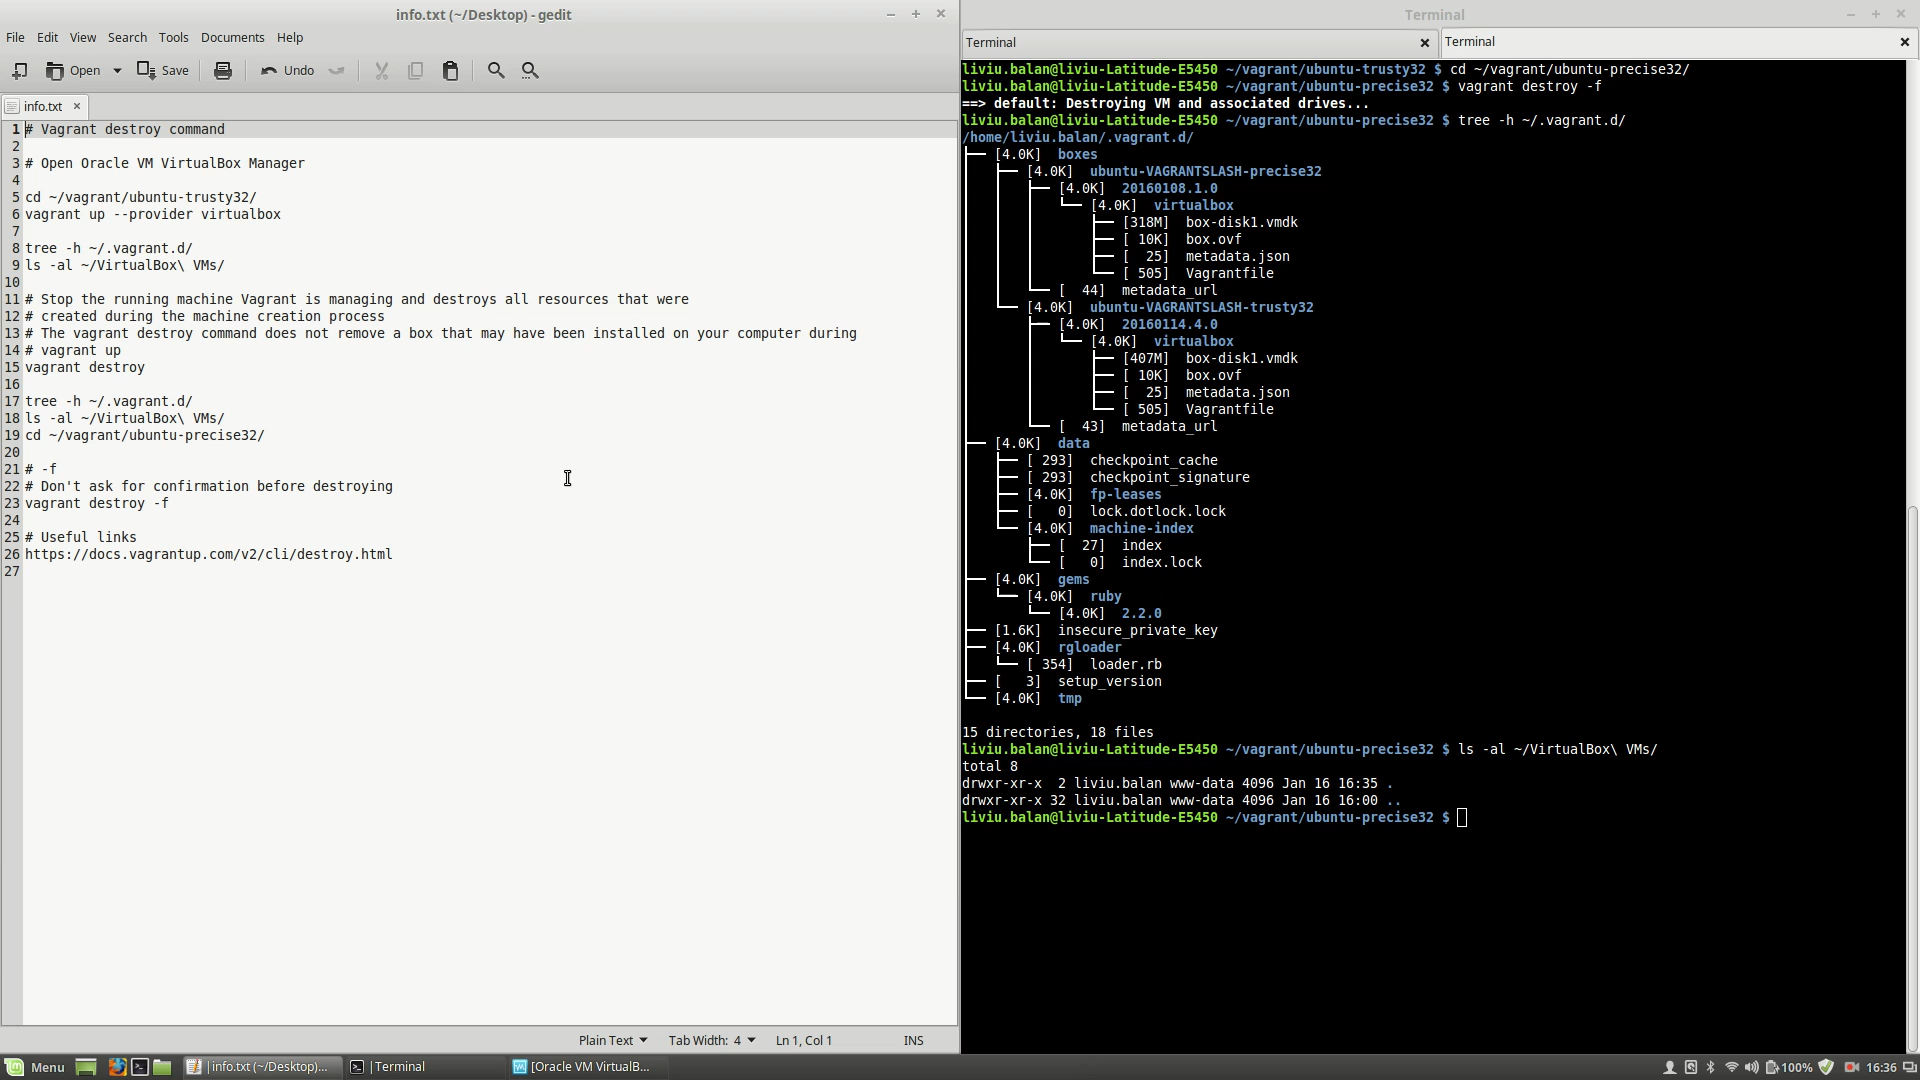 info.txt (~/Desktop) - gedit
File Edit View Search Tools Documents Help
Open Save Undo
info.txt
1 # Vagrant destroy command
2
3 # Open Oracle VM VirtualBox Manager
4
5 cd ~/vagrant/ubuntu-trusty32/
6 vagrant up --provider virtualbox
7
8 tree -h ~/.vagrant.d/
9 ls -al ~/VirtualBox\ VMs/
10
11 # Stop the running machine Vagrant is managing and destroys all resources that were
12 # created during the machine creation process
13 # The vagrant destroy command does not remove a box that may have been installed on your computer during
14 # vagrant up
15 vagrant destroy
16
17 tree -h ~/.vagrant.d/
18 ls -al ~/VirtualBox\ VMs/
19 cd ~/vagrant/ubuntu-precise32/
20
21 # -f
22 # Don't ask for confirmation before destroying
23 vagrant destroy -f
24
25 # Useful links
26 https://docs.vagrantup.com/v2/cli/destroy.html
27
Plain Text Tab Width: 4 Ln 1, Col 1 INS
Terminal
Terminal Terminal
liviu.balan@liviu-Latitude-E5450 ~/vagrant/ubuntu-trusty32 $ cd ~/vagrant/ubuntu-precise32/
liviu.balan@liviu-Latitude-E5450 ~/vagrant/ubuntu-precise32 $ vagrant destroy -f
==> default: Destroying VM and associated drives...
liviu.balan@liviu-Latitude-E5450 ~/vagrant/ubuntu-precise32 $ tree -h ~/.vagrant.d/
/home/liviu.balan/.vagrant.d/
├── [4.0K]  boxes
│   ├── [4.0K]  ubuntu-VAGRANTSLASH-precise32
│   │   ├── [4.0K]  20160108.1.0
│   │   │   └── [4.0K]  virtualbox
│   │   │       ├── [318M]  box-disk1.vmdk
│   │   │       ├── [ 10K]  box.ovf
│   │   │       ├── [  25]  metadata.json
│   │   │       └── [ 505]  Vagrantfile
│   │   └── [  44]  metadata_url
│   └── [4.0K]  ubuntu-VAGRANTSLASH-trusty32
│       ├── [4.0K]  20160114.4.0
│       │   └── [4.0K]  virtualbox
│       │       ├── [407M]  box-disk1.vmdk
│       │       ├── [ 10K]  box.ovf
│       │       ├── [  25]  metadata.json
│       │       └── [ 505]  Vagrantfile
│       └── [  43]  metadata_url
├── [4.0K]  data
│   ├── [ 293]  checkpoint_cache
│   ├── [ 293]  checkpoint_signature
│   ├── [4.0K]  fp-leases
│   ├── [   0]  lock.dotlock.lock
│   └── [4.0K]  machine-index
│       ├── [  27]  index
│       └── [   0]  index.lock
├── [4.0K]  gems
│   └── [4.0K]  ruby
│       └── [4.0K]  2.2.0
├── [1.6K]  insecure_private_key
├── [4.0K]  rgloader
│   └── [ 354]  loader.rb
├── [   3]  setup_version
└── [4.0K]  tmp
15 directories, 18 files
liviu.balan@liviu-Latitude-E5450 ~/vagrant/ubuntu-precise32 $ ls -al ~/VirtualBox\ VMs/
total 8
drwxr-xr-x  2 liviu.balan www-data 4096 Jan 16 16:35 .
drwxr-xr-x 32 liviu.balan www-data 4096 Jan 16 16:00 ..
liviu.balan@liviu-Latitude-E5450 ~/vagrant/ubuntu-precise32 $
Menu info.txt (~/Desktop)... Terminal [Oracle VM VirtualB... 100% 16:36